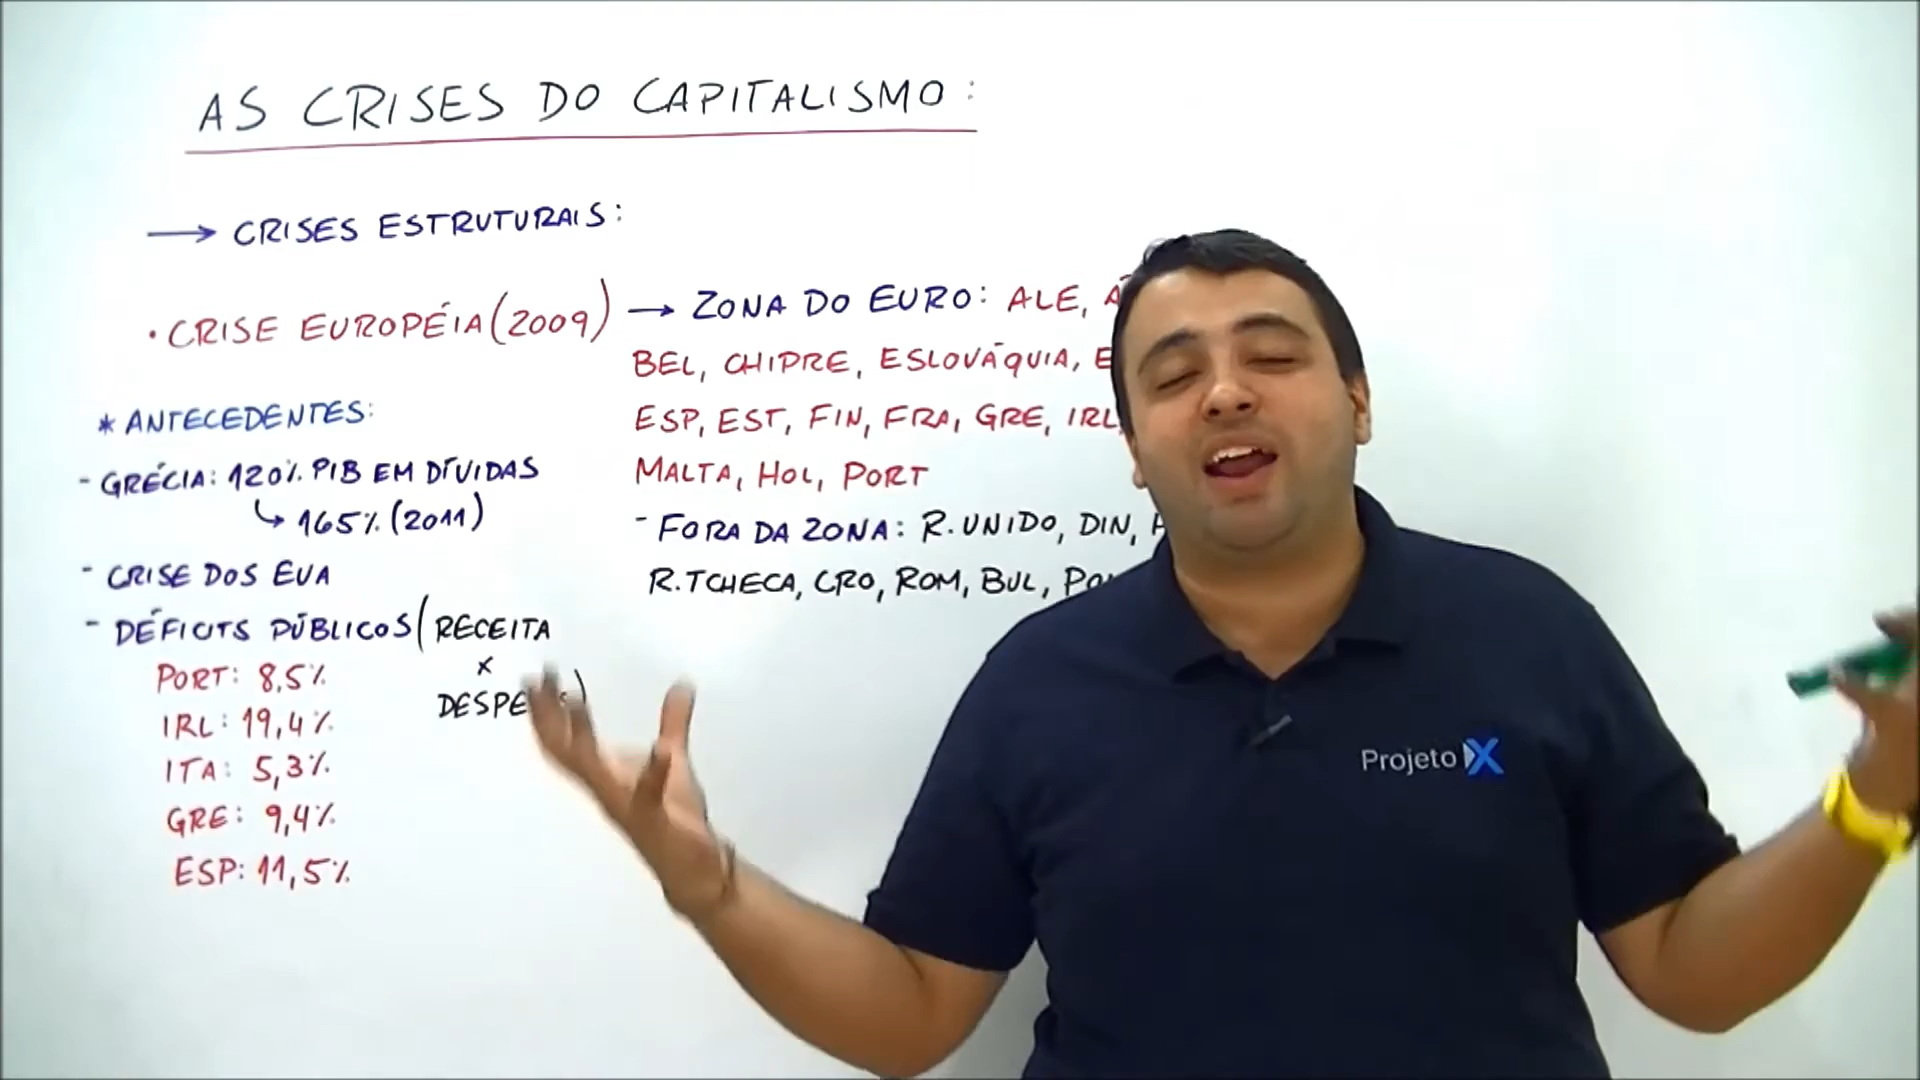 AS CRISES DO CAPITALISMO:
→ CRISES ESTRUTURAIS:
• CRISE EUROPÉIA (2009) → ZONA DO EURO: ALE,
BEL, CHIPRE, ESLOVÁQUIA,
ESP, EST, FIN, FRA, GRE, IRL,
MALTA, HOL, PORT
- FORA DA ZONA: R. UNIDO, DIN,
R. TCHECA, CRO, ROM, BUL,
* ANTECEDENTES:
- GRÉCIA: 120% PIB EM DÍVIDAS
↳ 165% (2011)
- CRISE DOS EUA
- DÉFICITS PÚBLICOS (RECEITA
x
PORT: 8,5%
IRL: 19,4%
ITA: 5,3%
GRE: 9,4%
ESP: 11,5%
Projeto X